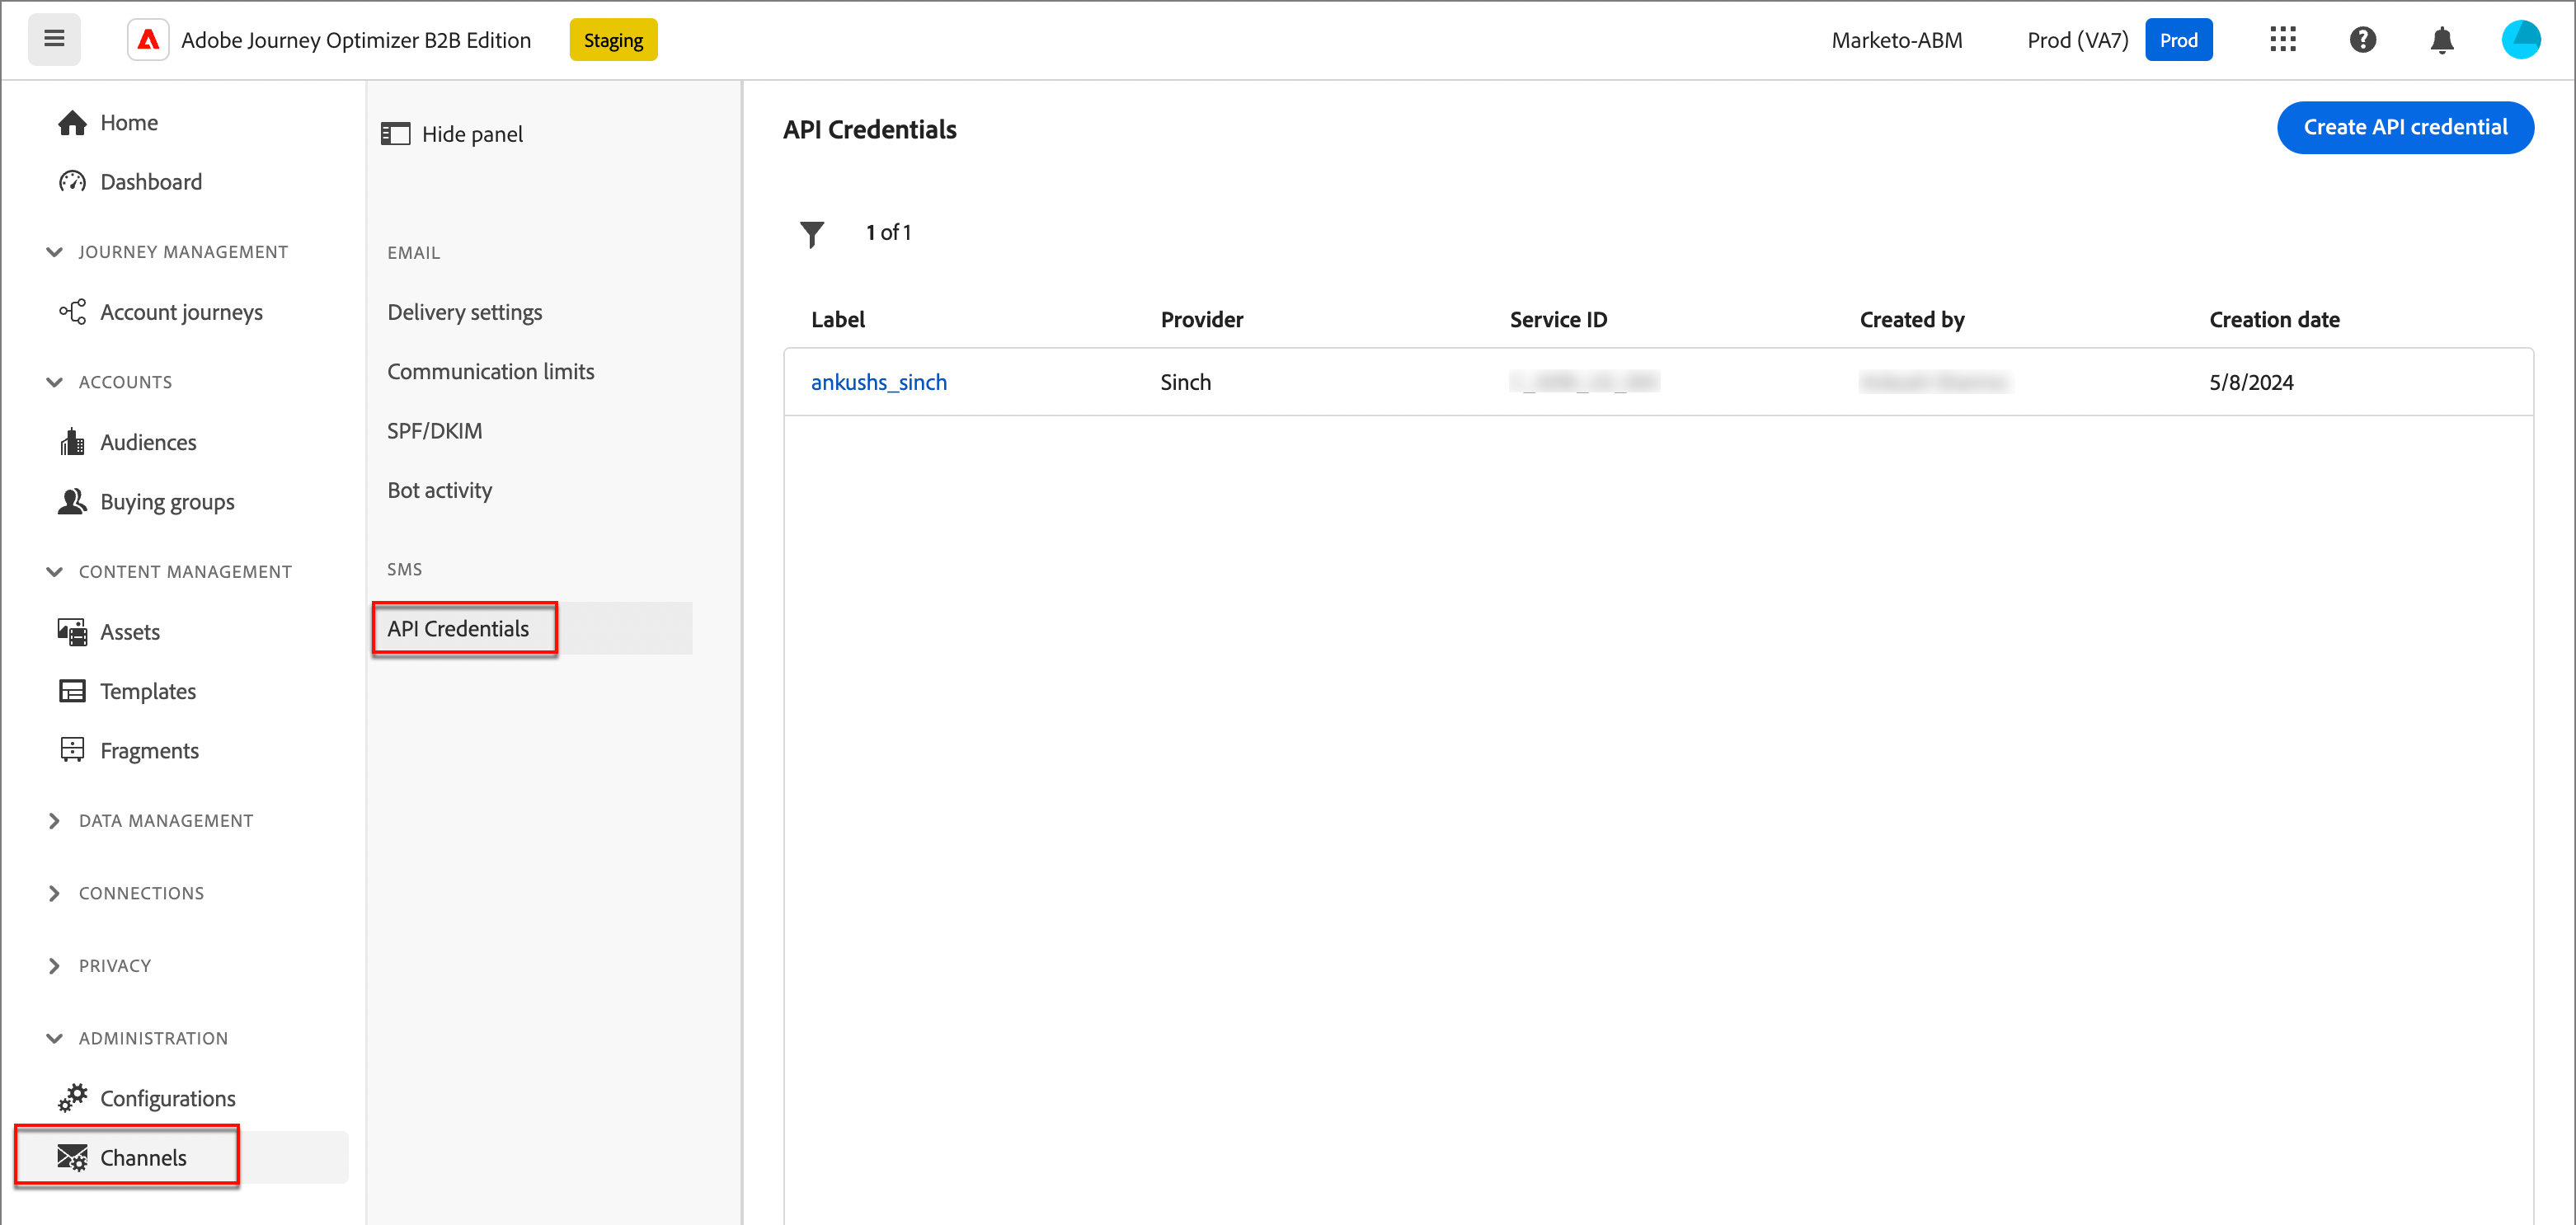 Adobe Journey Optimizer B2B Edition
Staging
Marketo-ABM
Prod (VA7)
Prod
Home
Dashboard
JOURNEY MANAGEMENT
Account journeys
ACCOUNTS
Audiences
Buying groups
CONTENT MANAGEMENT
Assets
Templates
Fragments
DATA MANAGEMENT
CONNECTIONS
PRIVACY
ADMINISTRATION
Configurations
Channels
Hide panel
EMAIL
Delivery settings
Communication limits
SPF/DKIM
Bot activity
SMS
API Credentials
API Credentials
Create API credential
1 of 1
Label Provider Service ID Created by Creation date
ankushs_sinch Sinch 5/8/2024